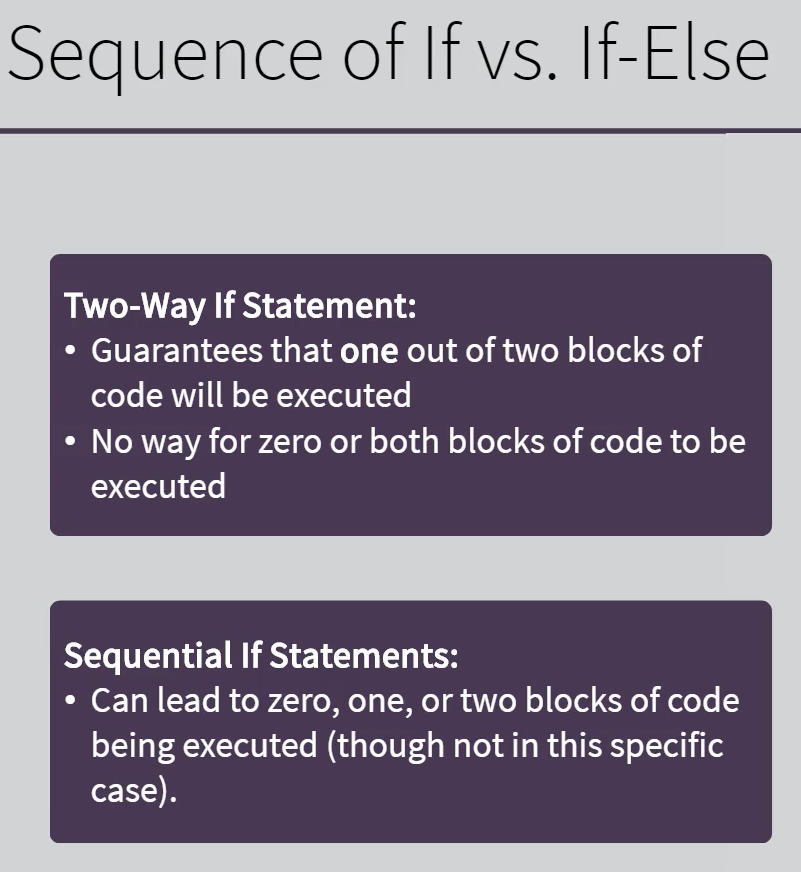 Sequence of If vs. If-Else
Two-Way If Statement:
• Guarantees that one out of two blocks of
code will be executed
• No way for zero or both blocks of code to be
executed
Sequential If Statements:
• Can lead to zero, one, or two blocks of code
being executed (though not in this specific
case).